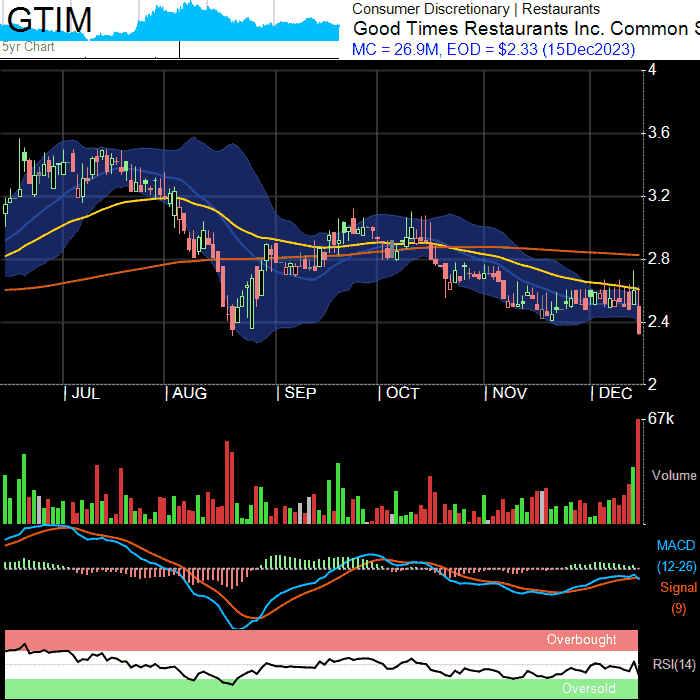 GTIM
5yr Chart
Consumer Discretionary | Restaurants
Good Times Restaurants Inc. Common S
MC = 26.9M, EOD = $2.33 (15Dec2023)
4
3.6
3.2
2.8
2.4
2
| JUL | AUG | SEP | OCT | NOV | DEC
67k
Volume
MACD
(12-26)
Signal
(9)
Overbought
RSI(14)
Oversold